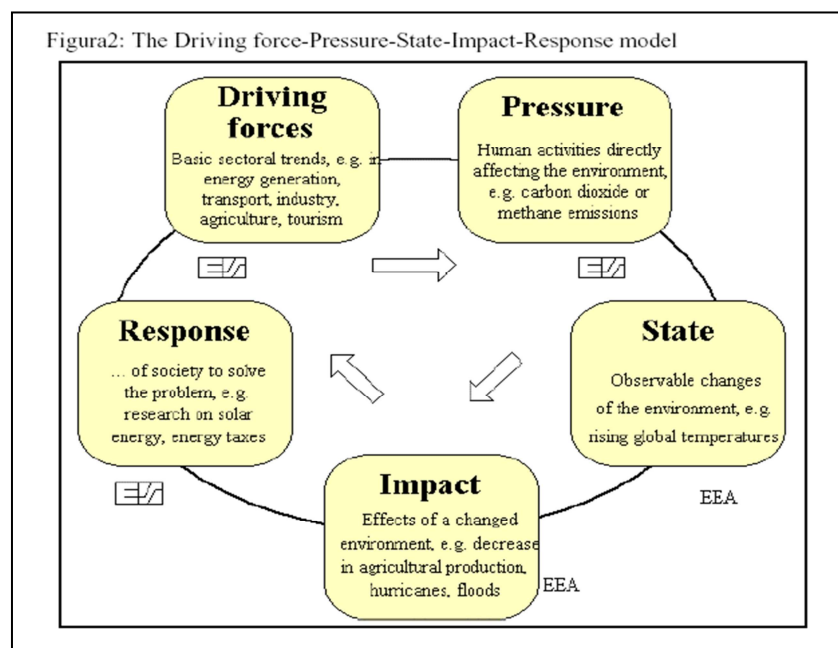 Figura2: The Driving force-Pressure-State-Impact-Response model
Driving
forces
Basic sectoral trends, e.g. in
energy generation,
transport, industry,
agriculture, tourism
Pressure
Human activities directly
affecting the environment,
e.g. carbon dioxide or
methane emissions
State
Observable changes
of the environment, e.g.
rising global temperatures
EEA
Impact
Effects of a changed
environment, e.g. decrease
in agricultural production,
hurricanes, floods
EEA
Response
… of society to solve
the problem, e.g.
research on solar
energy, energy taxes